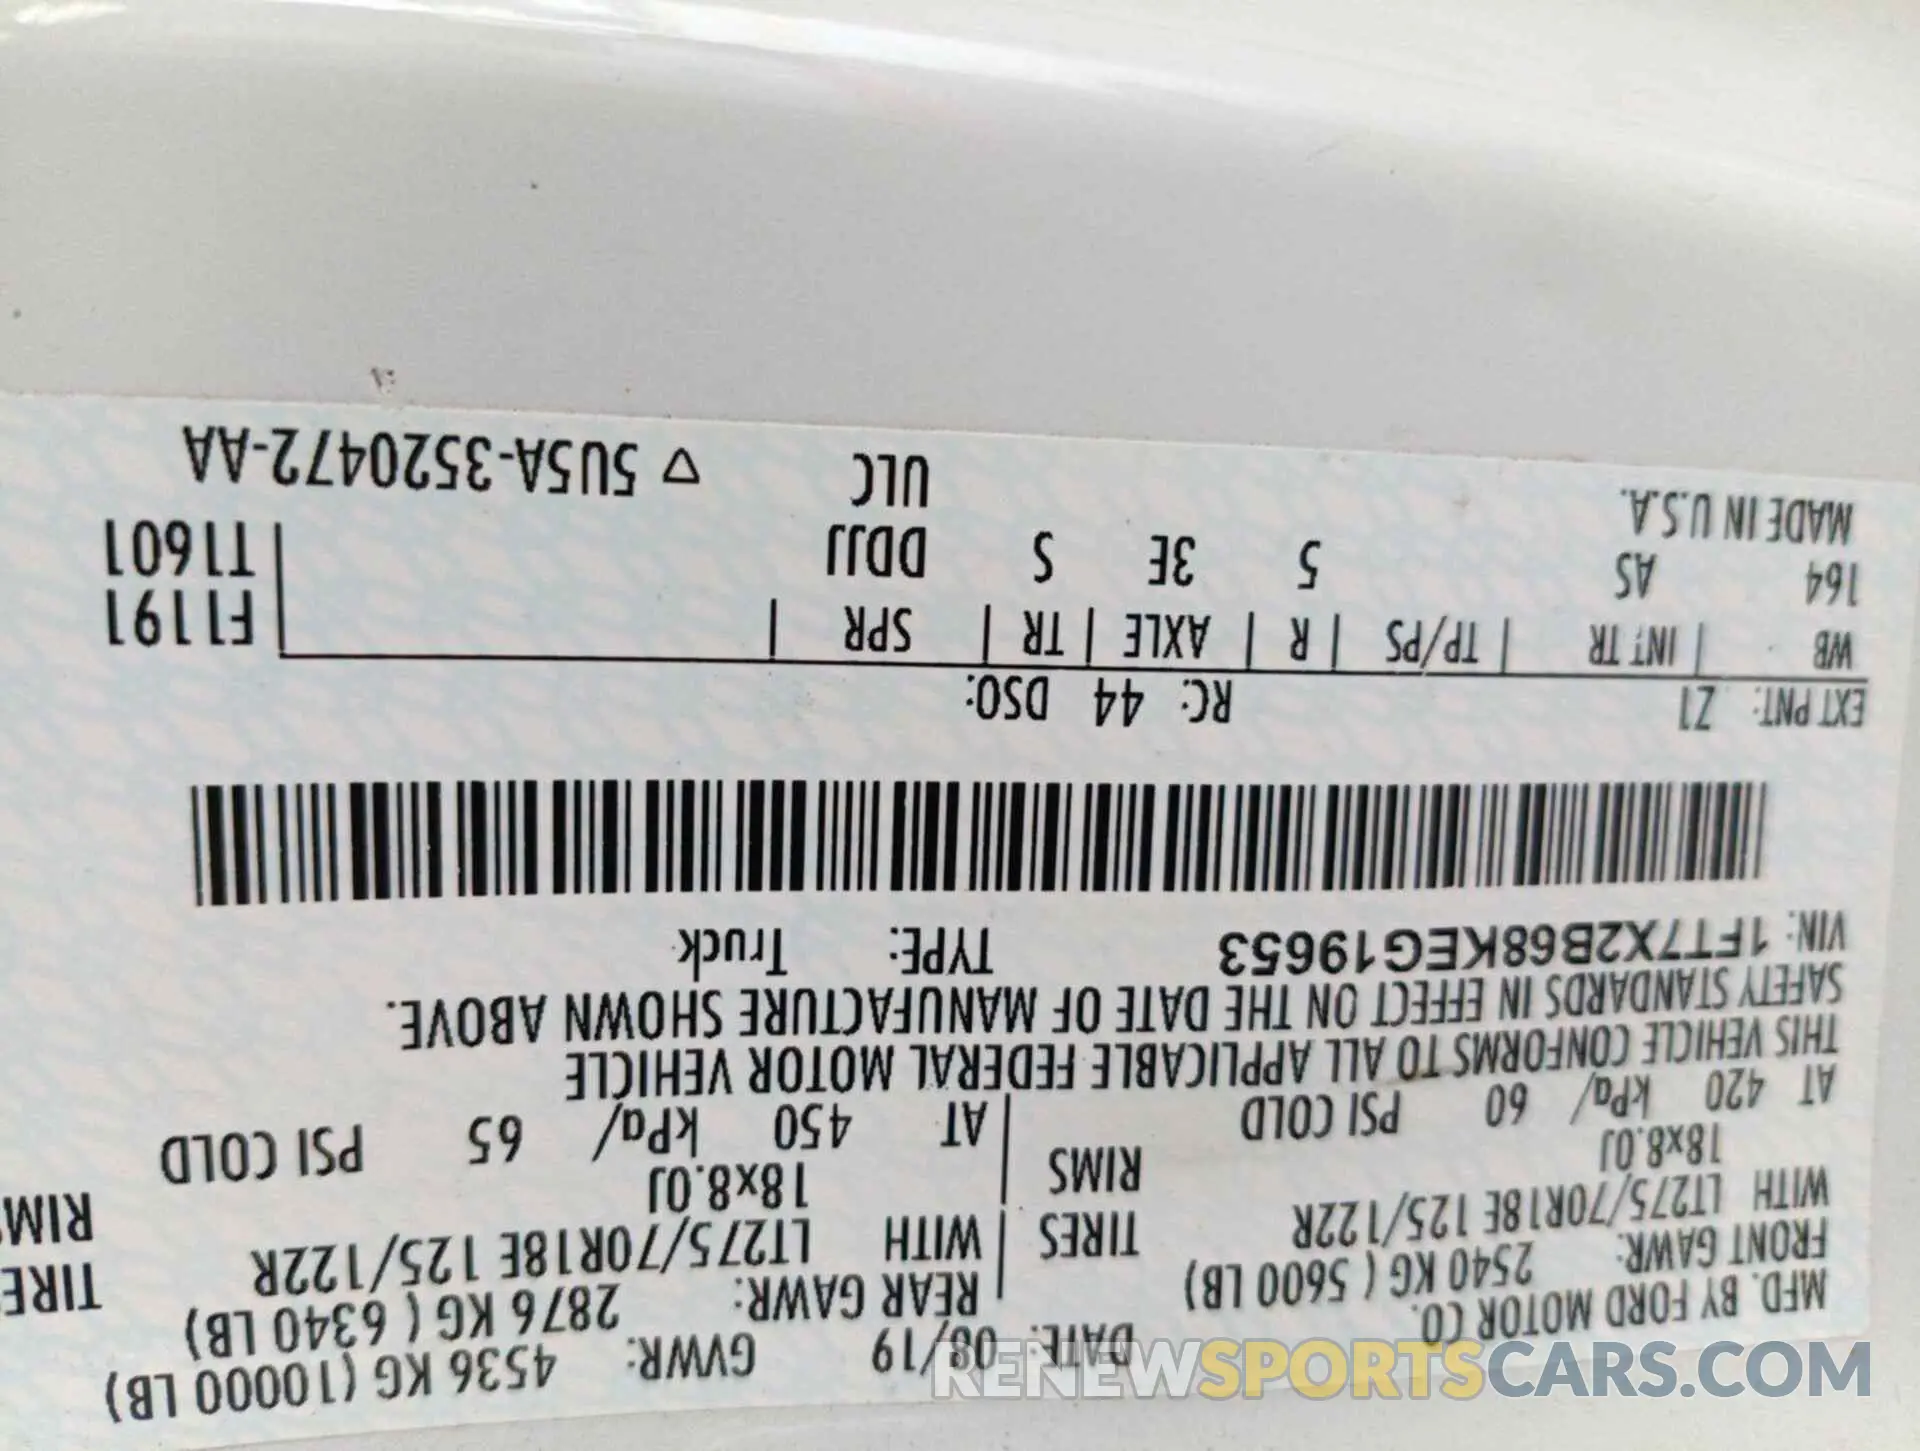 MFD. BY FORD MOTOR CO.
DATE: 08/19 GVWR: 4536 KG (10000 LB)
FRONT GAWR: 2540 KG ( 5600 LB)
REAR GAWR: 2876 KG ( 6340 LB)
WITH LT275/70R18E 125/122R TIRES
WITH LT275/70R18E 125/122R TIRE
18x8.0J RIMS
18x8.0J RIMS
AT 420 kPa/ 60 PSI COLD
AT 450 kPa/ 65 PSI COLD
THIS VEHICLE CONFORMS TO ALL APPLICABLE FEDERAL MOTOR VEHICLE
SAFETY STANDARDS IN EFFECT ON THE DATE OF MANUFACTURE SHOWN ABOVE.
VIN: 1FT7X2B68KEG19653 TYPE: Truck
EXT PNT: Z1 RC: 44 DSO:
WB | INT TR | TP/PS | R | AXLE | TR | SPR | F1191
164 AS 5 3E S DDJJ T1601
MADE IN U.S.A. ULC ▽ 5U5A-3520472-AA
RENEWSPORTSCARS.COM